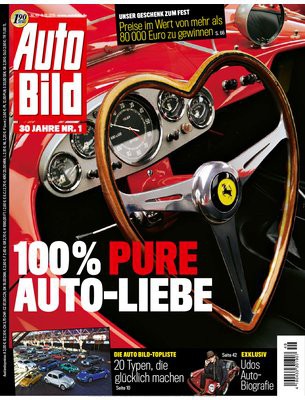 1,90
UNSER GESCHENK ZUM FEST
Preise im Wert von mehr als
80 000 Euro zu gewinnen S. 66
Auto
Bild
30 JAHRE NR. 1
100% PURE
AUTO-LIEBE
DIE AUTO BILD-TOPLISTE
20 Typen, die
glücklich machen
Seite 10
Seite 42
EXKLUSIV
Udos
Auto-
Biografie